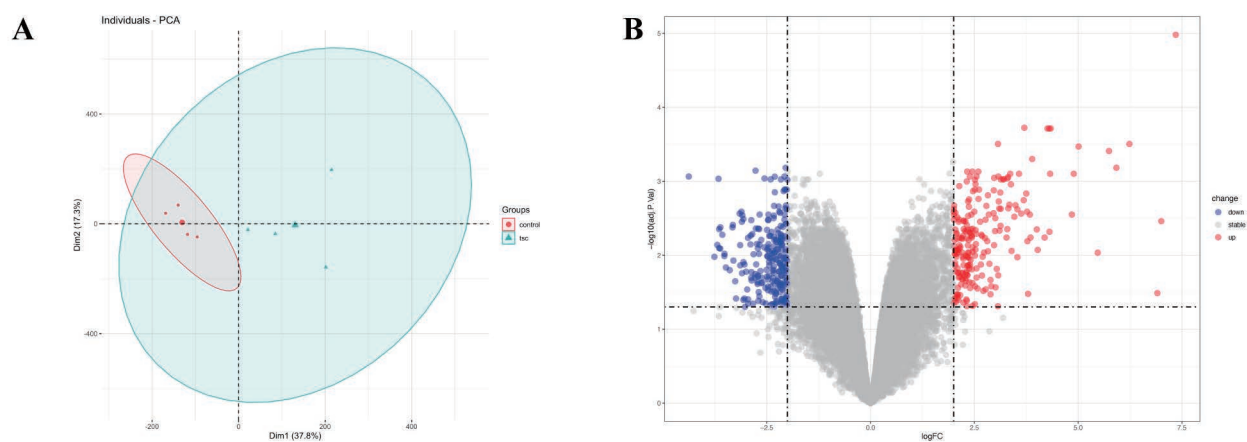 A
Individuals - PCA
Dim2 (17.3%)
400
0
-400
-200
0
200
400
Dim1 (37.8%)
Groups
control
tsc
B
-log10(adj.P.Val)
5
4
3
2
1
0
-2.5
0.0
2.5
5.0
7.5
logFC
change
down
stable
up